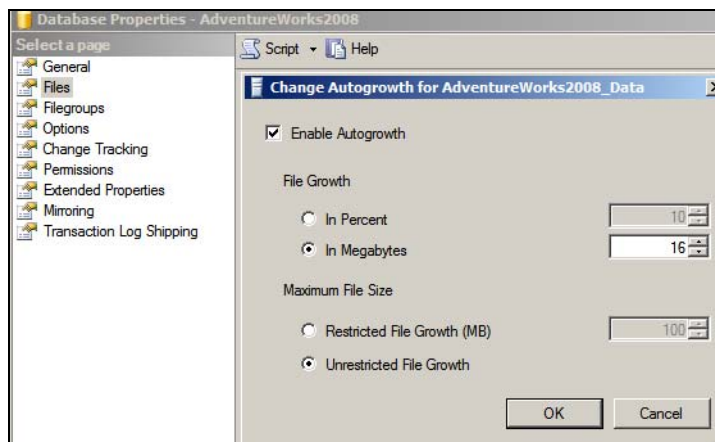 Database Properties - AdventureWorks2008
Select a page
General
Files
Filegroups
Options
Change Tracking
Permissions
Extended Properties
Mirroring
Transaction Log Shipping
Script Help
Change Autogrowth for AdventureWorks2008_Data
Enable Autogrowth
File Growth
In Percent 10
In Megabytes 16
Maximum File Size
Restricted File Growth (MB) 100
Unrestricted File Growth
OK Cancel